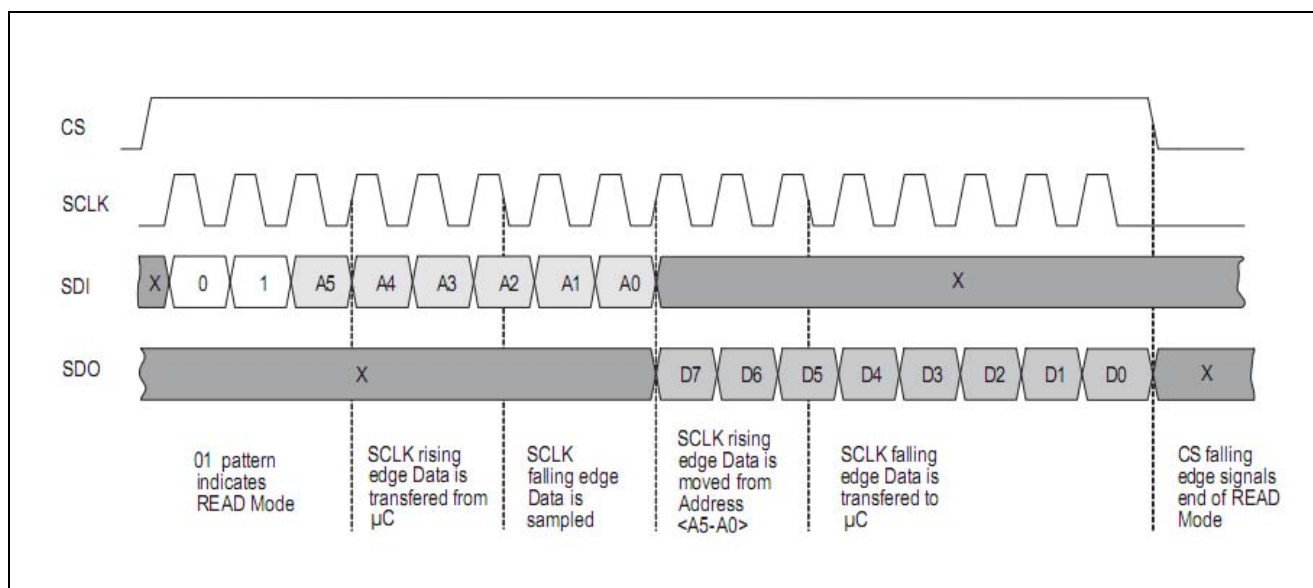 CS
SCLK
SDI
X 0 1 A5 A4 A3 A2 A1 A0 X
SDO
X D7 D6 D5 D4 D3 D2 D1 D0 X
01 pattern
indicates
READ Mode
SCLK rising
edge Data is
transfered from
µC
SCLK
falling edge
Data is
sampled
SCLK rising
edge Data is
moved from
Address
<A5-A0>
SCLK falling
edge Data is
transfered to
µC
CS falling
edge signals
end of READ
Mode